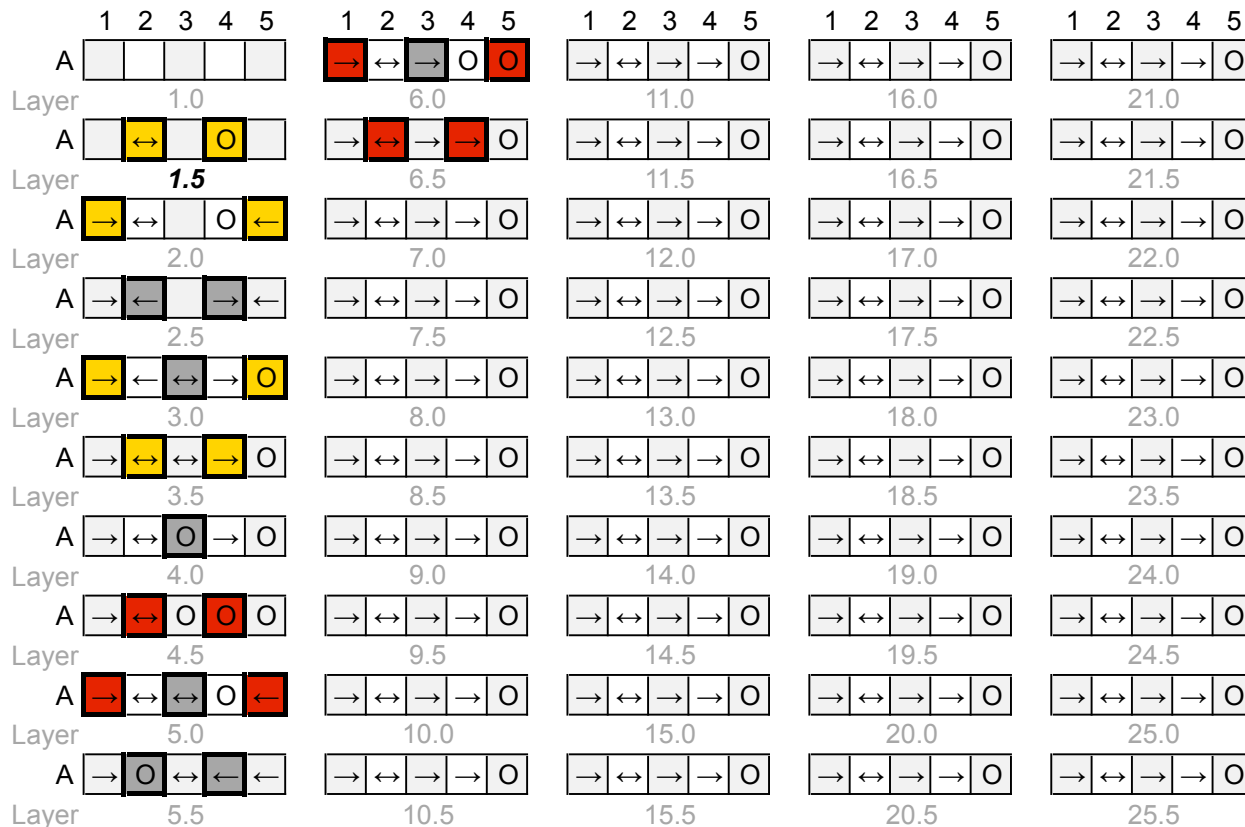 1 2 3 4 5 1 2 3 4 5 1 2 3 4 5 1 2 3 4 5 1 2 3 4 5
A → ↔ → O O → ↔ → → O → ↔ → → O → ↔ → → O
Layer 1.0 6.0 11.0 16.0 21.0
A ↔ O → ↔ → → O → ↔ → → O → ↔ → → O → ↔ → → O
Layer 1.5 6.5 11.5 16.5 21.5
A → ↔ O ← → ↔ → → O → ↔ → → O → ↔ → → O → ↔ → → O
Layer 2.0 7.0 12.0 17.0 22.0
A → ← → ← → ↔ → → O → ↔ → → O → ↔ → → O → ↔ → → O
Layer 2.5 7.5 12.5 17.5 22.5
A → ← ↔ → O → ↔ → → O → ↔ → → O → ↔ → → O → ↔ → → O
Layer 3.0 8.0 13.0 18.0 23.0
A → ↔ ↔ → O → ↔ → → O → ↔ → → O → ↔ → → O → ↔ → → O
Layer 3.5 8.5 13.5 18.5 23.5
A → ↔ O → O → ↔ → → O → ↔ → → O → ↔ → → O → ↔ → → O
Layer 4.0 9.0 14.0 19.0 24.0
A → ↔ O O O → ↔ → → O → ↔ → → O → ↔ → → O → ↔ → → O
Layer 4.5 9.5 14.5 19.5 24.5
A → ↔ ↔ O ← → ↔ → → O → ↔ → → O → ↔ → → O → ↔ → → O
Layer 5.0 10.0 15.0 20.0 25.0
A → O ↔ ← ← → ↔ → → O → ↔ → → O → ↔ → → O → ↔ → → O
Layer 5.5 10.5 15.5 20.5 25.5